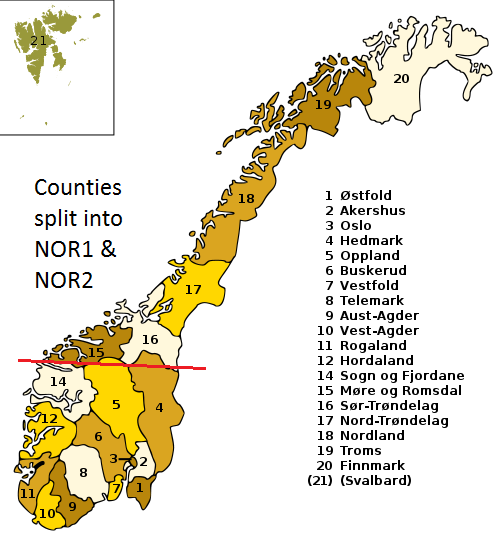 21
20
19
Counties
split into
NOR1 &
NOR2
18
17
16
15
14
12
5
4
6
3
2
8
7
1
11
10
9
1 Østfold
2 Akershus
3 Oslo
4 Hedmark
5 Oppland
6 Buskerud
7 Vestfold
8 Telemark
9 Aust-Agder
10 Vest-Agder
11 Rogaland
12 Hordaland
14 Sogn og Fjordane
15 Møre og Romsdal
16 Sør-Trøndelag
17 Nord-Trøndelag
18 Nordland
19 Troms
20 Finnmark
(21) (Svalbard)